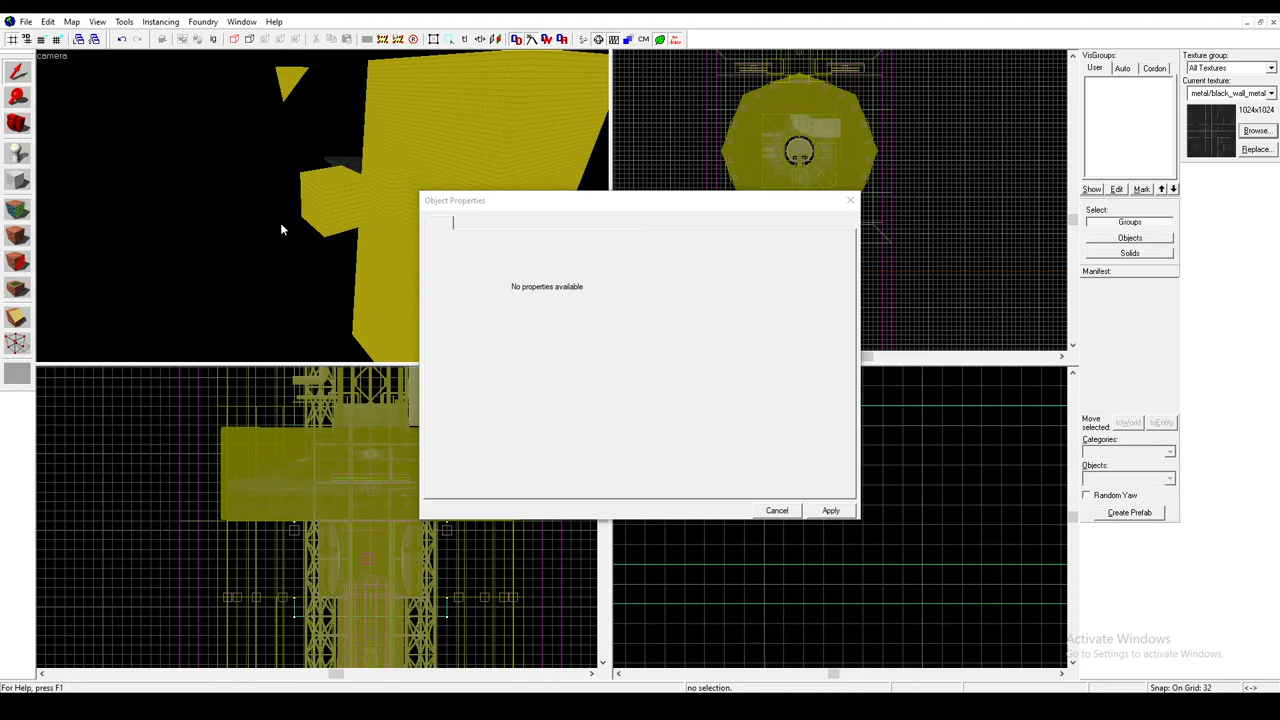 File Edit Map View Tools Instancing Foundry Window Help
camera
Object Properties
No properties available
Cancel Apply
VisGroups:
User Auto Cordon
Show Edit Mark
Select:
Groups
Objects
Solids
Manifest:
Move selected: toWorld toEntity
Categories:
Objects:
Random Yaw
Create Prefab
Texture group:
All Textures
Current texture:
metal/black_wall_metal
1024x1024
Browse...
Replace...
Activate Windows
Go to Settings to activate Windows.
For Help, press F1
no selection.
Snap: On Grid: 32
<->